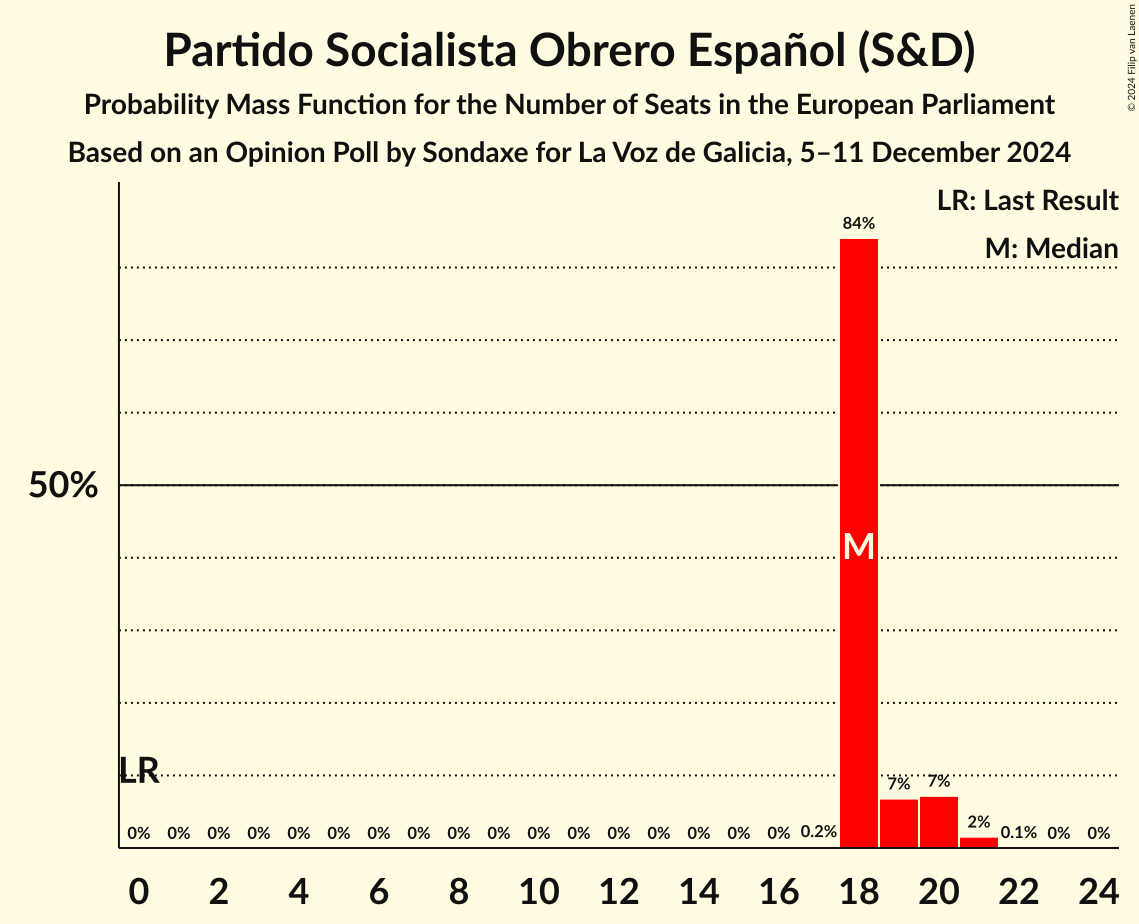 Partido Socialista Obrero Español (S&D)
Probability Mass Function for the Number of Seats in the European Parliament
Based on an Opinion Poll by Sondaxe for La Voz de Galicia, 5–11 December 2024
© 2024 Filip van Laenen
LR: Last Result
M: Median
84%
50%
M
LR
0% 0% 0% 0% 0% 0% 0% 0% 0% 0% 0% 0% 0% 0% 0% 0% 0% 0.2% 7% 7% 2% 0.1% 0% 0%
0 2 4 6 8 10 12 14 16 18 20 22 24